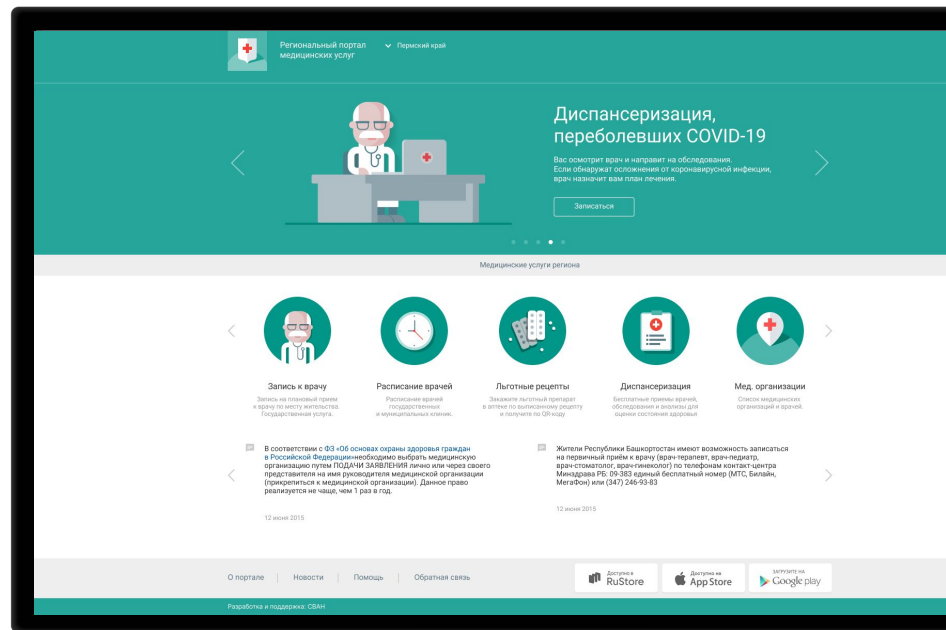 Региональный портал
медицинских услуг
Пермский край
Диспансеризация,
переболевших COVID-19
Вас осмотрит врач и направит на обследования.
Если обнаружат осложнения от коронавирусной инфекции,
врач назначит вам план лечения.
Записаться
Медицинские услуги региона
Запись к врачу
Запись на плановый прием
к врачу по месту жительства.
Государственная услуга.
Расписание врачей
Расписание врачей
государственных
и муниципальных клиник.
Льготные рецепты
Закажите льготный препарат
в аптеке по выписанному рецепту
и получите по QR-коду
Диспансеризация
Бесплатные приемы врачей,
обследования и анализы для
оценки состояния здоровья
Мед. организации
Список медицинских
организаций и врачей
В соответствии с ФЗ «Об основах охраны здоровья граждан
в Российской Федерации»необходимо выбрать медицинскую
организацию путем ПОДАЧИ ЗАЯВЛЕНИЯ лично или через своего
представителя на имя руководителя медицинской организации
(прикрепиться к медицинской организации). Данное право
реализуется не чаще, чем 1 раз в год.
12 июня 2015
Жители Республики Башкортостан имеют возможность записаться
на первичный приём к врачу (врач-терапевт, врач-педиатр,
врач-стоматолог, врач-гинеколог) по телефонам контакт-центра
Минздрава РБ: 09-383 единый бесплатный номер (МТС, Билайн,
МегаФон) или (347) 246-93-83
12 июня 2015
О портале
Новости
Помощь
Обратная связь
Доступно в
RuStore
Доступно на
App Store
ЗАГРУЗИТЕ НА
Google play
Разработка и поддержка: СВАН